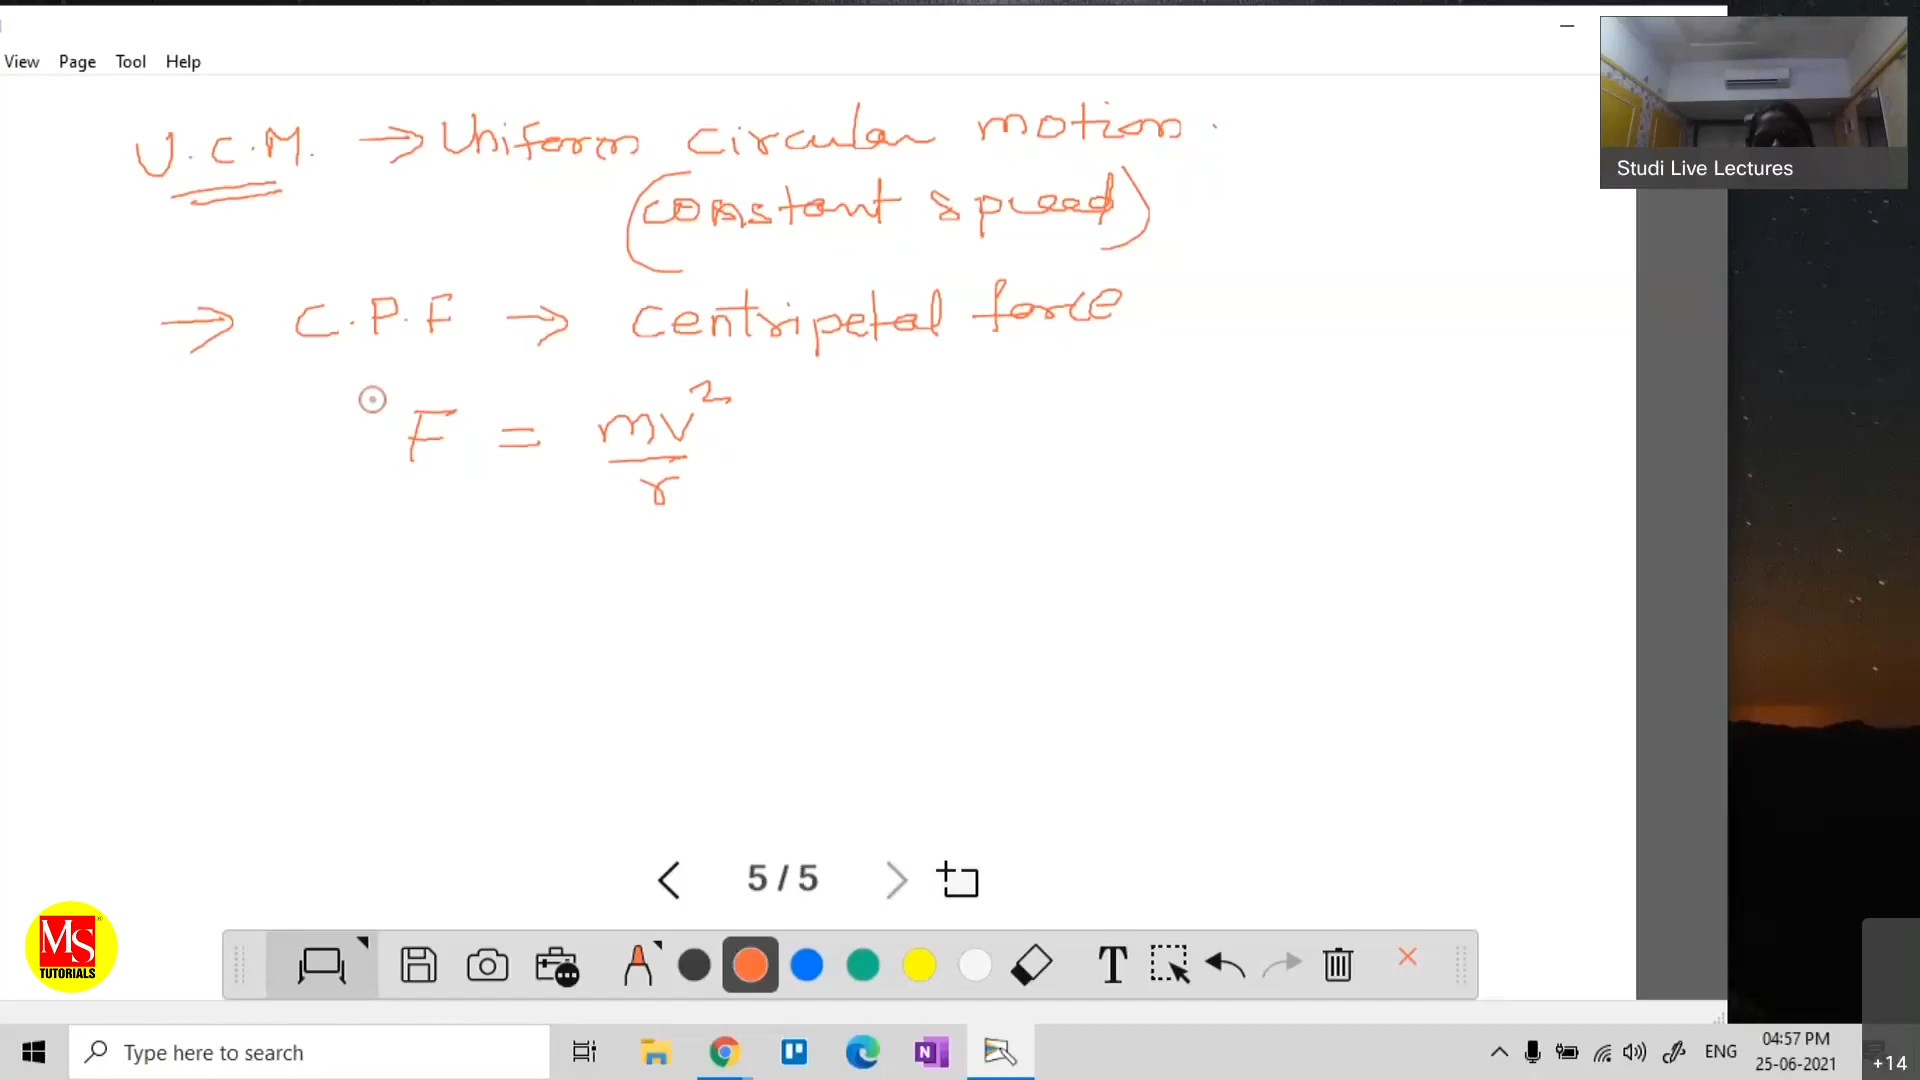 View Page Tool Help
U.C.M. → Uniform circular motion.
(constant speed)
→ C.P.F → centripetal force
F = mv²
r
Studi Live Lectures
5 / 5
MS
TUTORIALS
T
Type here to search
N
ENG
04:57 PM
25-06-2021
+14